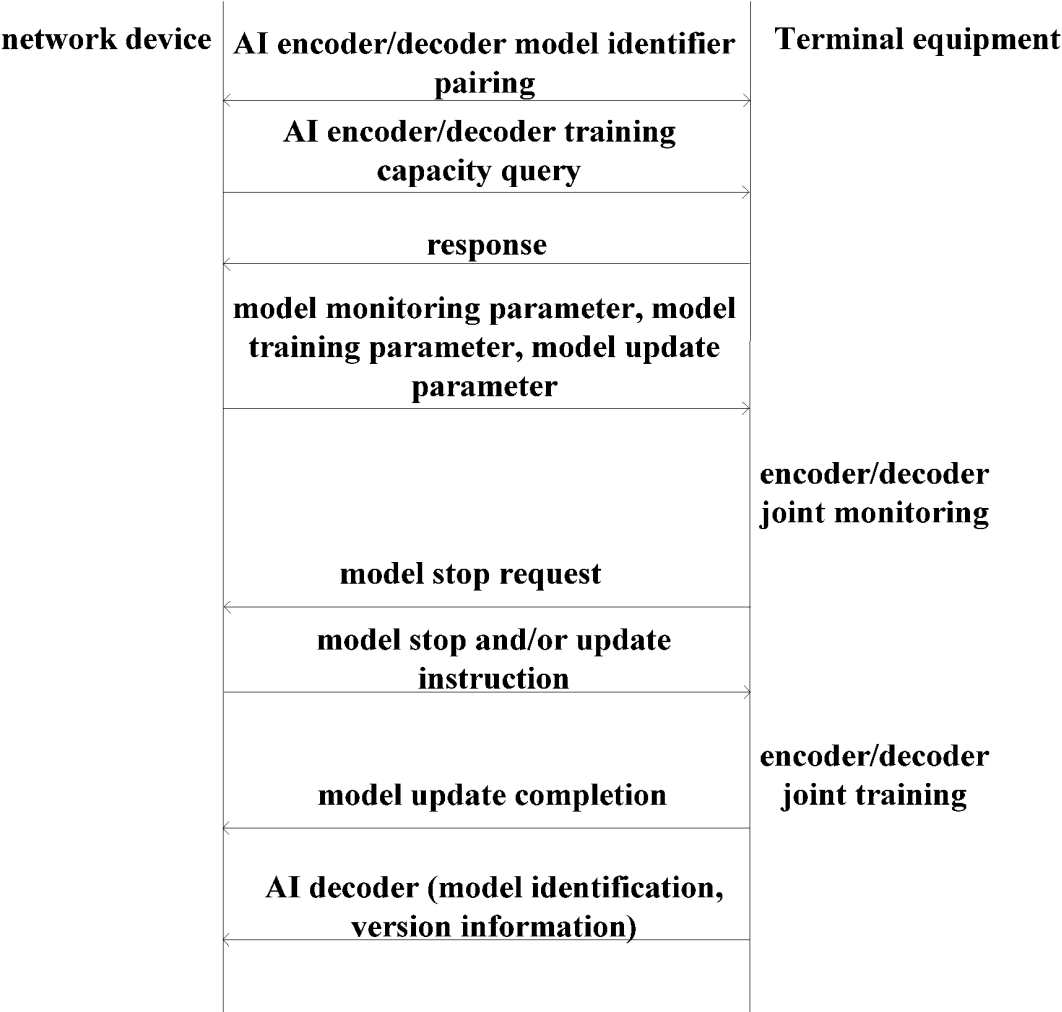 network device
AI encoder/decoder model identifier
pairing
Terminal equipment
AI encoder/decoder training
capacity query
response
model monitoring parameter, model
training parameter, model update
parameter
encoder/decoder
joint monitoring
model stop request
model stop and/or update
instruction
encoder/decoder
joint training
model update completion
AI decoder (model identification,
version information)